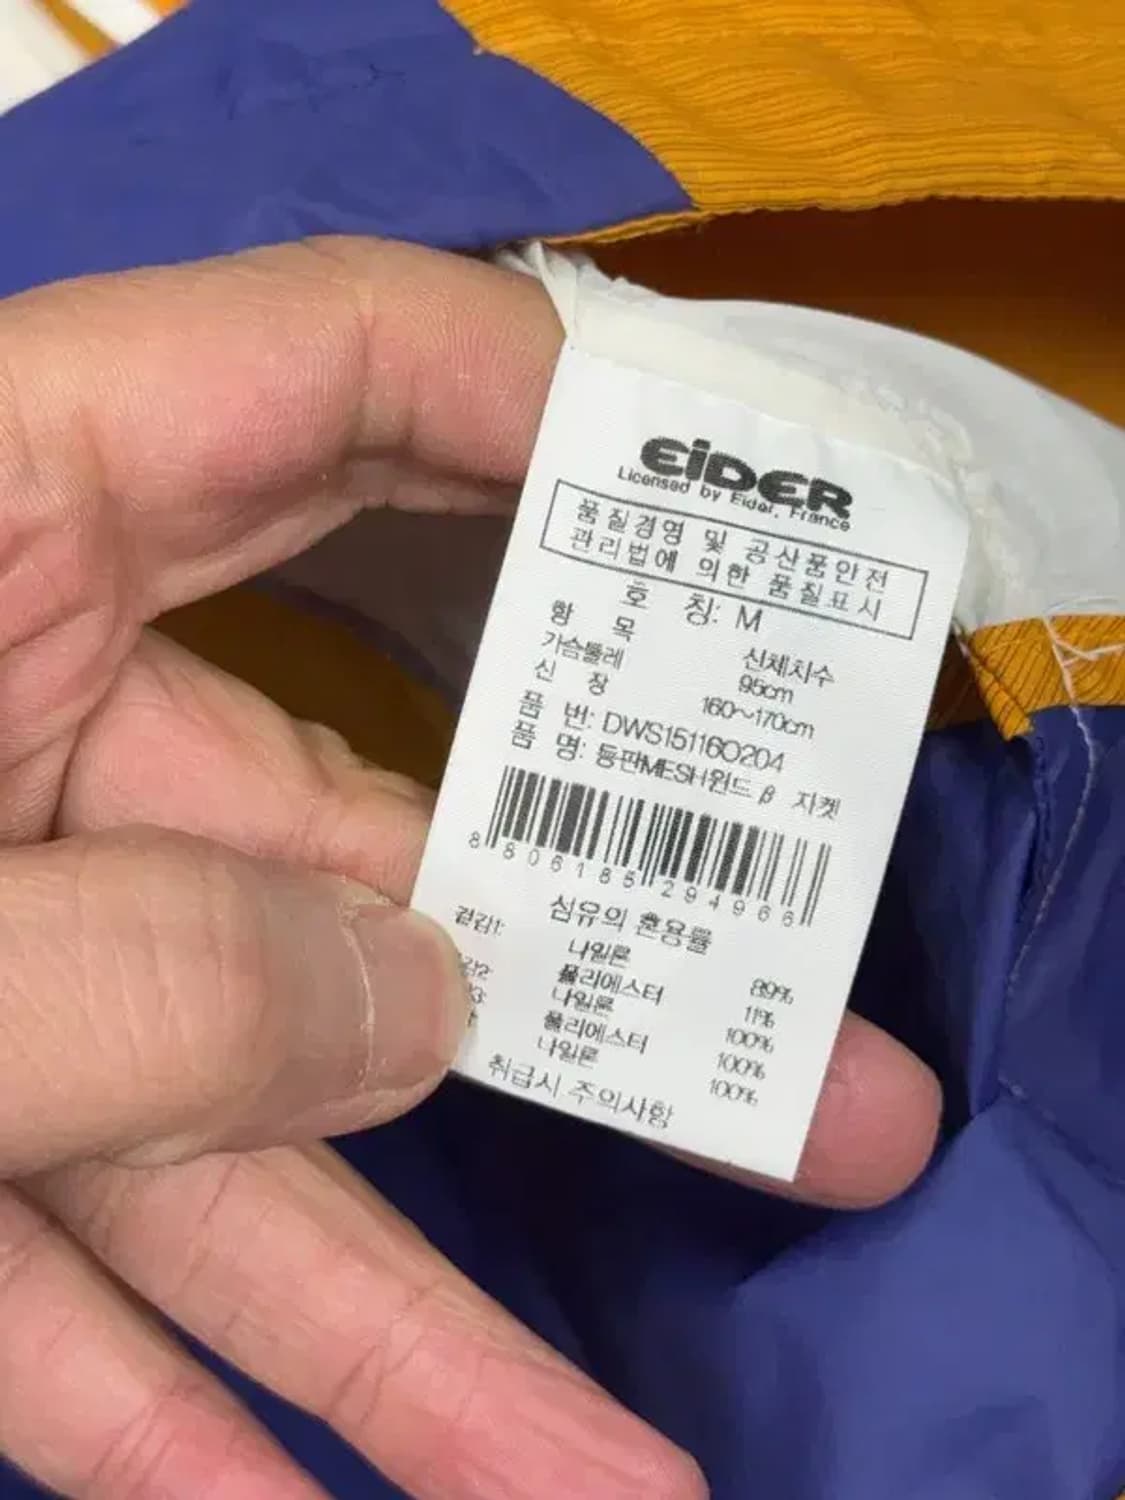 EiDER
Licensed by Eider, France
품질경영 및 공산품안전
관리법에 의한 품질표시
호 칭: M
항 목 신체치수
가슴둘레 95cm
신 장 160~170cm
품 번: DWS15116O204
품 명: 등판MESH윈드 β 자켓
8 806185 294966
섬유의 혼용률
겉감1: 나일론 89%
폴리에스터 11%
나일론 100%
폴리에스터 100%
나일론 100%
취급시 주의사항